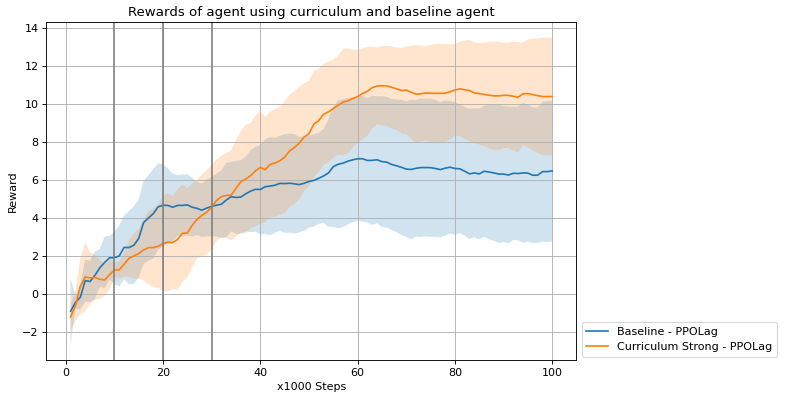 Rewards of agent using curriculum and baseline agent
14
12
10
8
6
4
2
0
−2
Reward
0 20 40 60 80 100
x1000 Steps
Baseline - PPOLag
Curriculum Strong - PPOLag